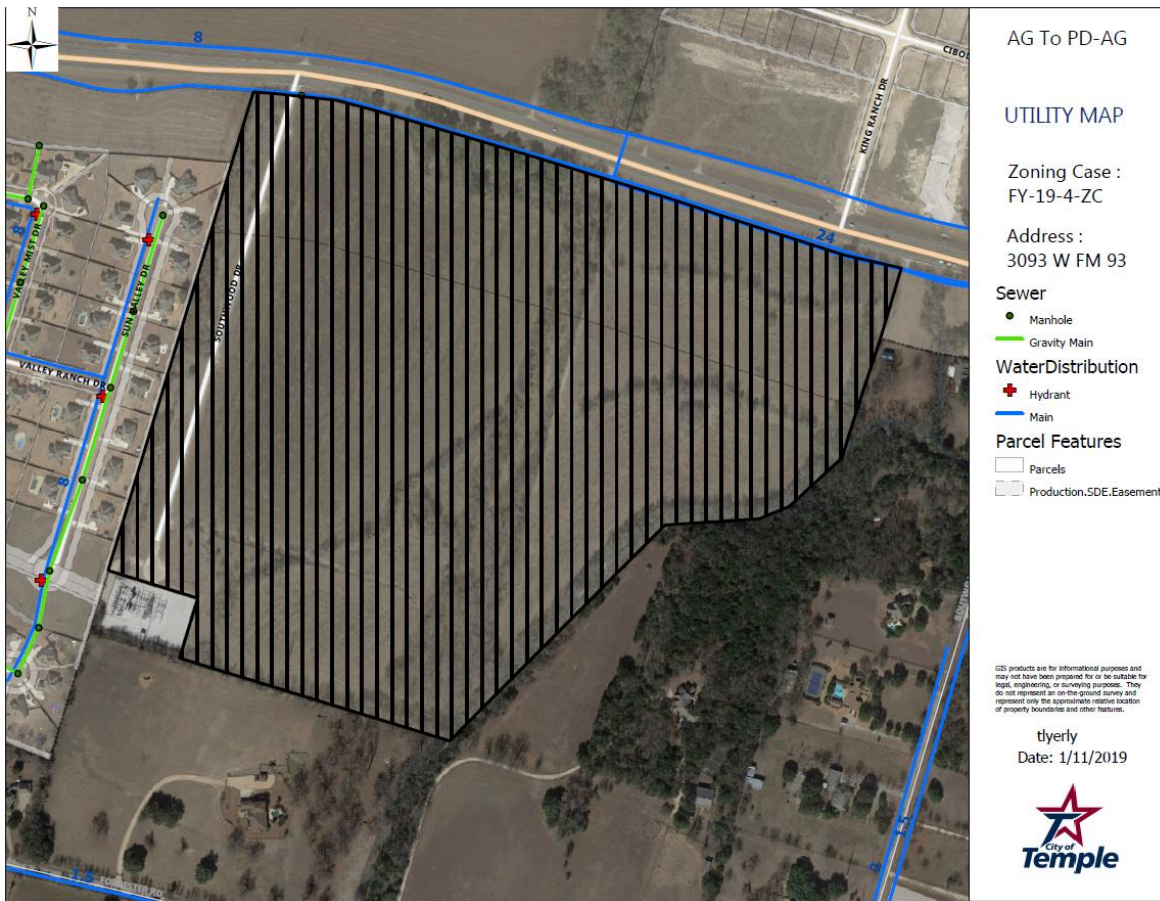 N
8
CIBOL
KING RANCH DR
24
8
VALLEY MIST DR
SUN VALLEY DR
SOUTHWOOD DR
VALLEY RANCH DR
8
1.5
1.5
2
AG To PD-AG
UTILITY MAP
Zoning Case :
FY-19-4-ZC
Address :
3093 W FM 93
Sewer
Manhole
Gravity Main
WaterDistribution
Hydrant
Main
Parcel Features
Parcels
Production.SDE.Easement
GIS products are for informational purposes and
may not have been prepared for or be suitable for
legal, engineering, or surveying purposes. They
do not represent an on-the-ground survey and
represent only the approximate relative location
of property boundaries and other features.
tlyerly
Date: 1/11/2019
City of
Temple